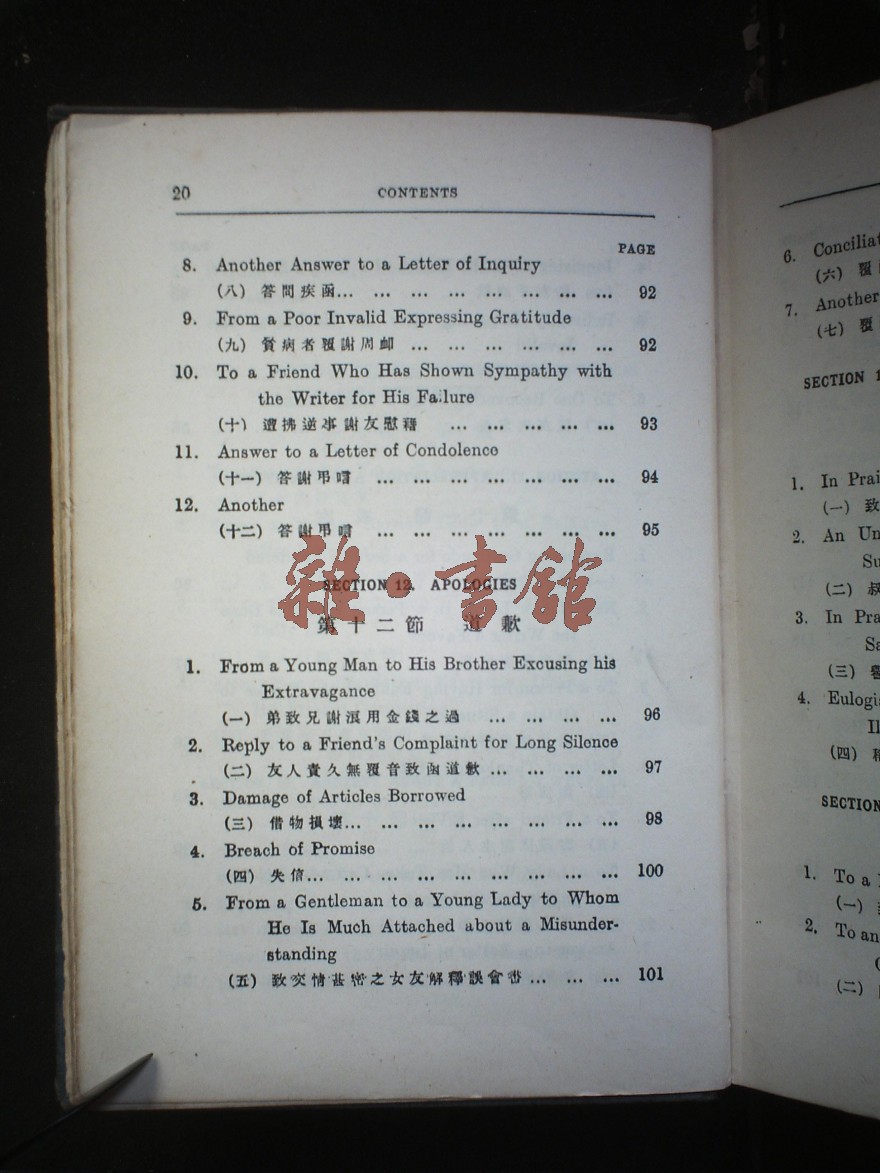 20 CONTENTS
PAGE
8. Another Answer to a Letter of Inquiry
(八) 答問疾函... ... ... ... ... ... ... ... 92
9. From a Poor Invalid Expressing Gratitude
(九) 貧病者覆謝周卹 ... ... ... ... ... ... 92
10. To a Friend Who Has Shown Sympathy with
the Writer for His Failure
(十) 遭拂逆事謝友慰藉 ... ... ... ... ... 93
11. Answer to a Letter of Condolence
(十一) 答謝弔唁 ... ... ... ... ... ... ... 94
12. Another
(十二) 答謝弔唁 ... ... ... ... ... ... ... 95
雜·書館
SECTION 12. APOLOGIES
第十二節 道歉
1. From a Young Man to His Brother Excusing his
Extravagance
(一) 弟致兄謝濫用金錢之過 ... ... ... ... 96
2. Reply to a Friend's Complaint for Long Silence
(二) 友人責久無覆音致函道歉 ... ... ... ... 97
3. Damage of Articles Borrowed
(三) 借物損壞... ... ... ... ... ... ... ... 98
4. Breach of Promise
(四) 失信... ... ... ... ... ... ... ... ... 100
5. From a Gentleman to a Young Lady to Whom
He Is Much Attached about a Misunder-
standing
(五) 致交情甚密之女友解釋誤會書 ... ... ... 101
6.
(六) 覆
7. Another
(七) 覆
SECTION
1. In
(一) 致
2. An
(二) 叔
3. In
(三)
4.
(四)
SECTION
1. To a
(一)
2. To an
(二)